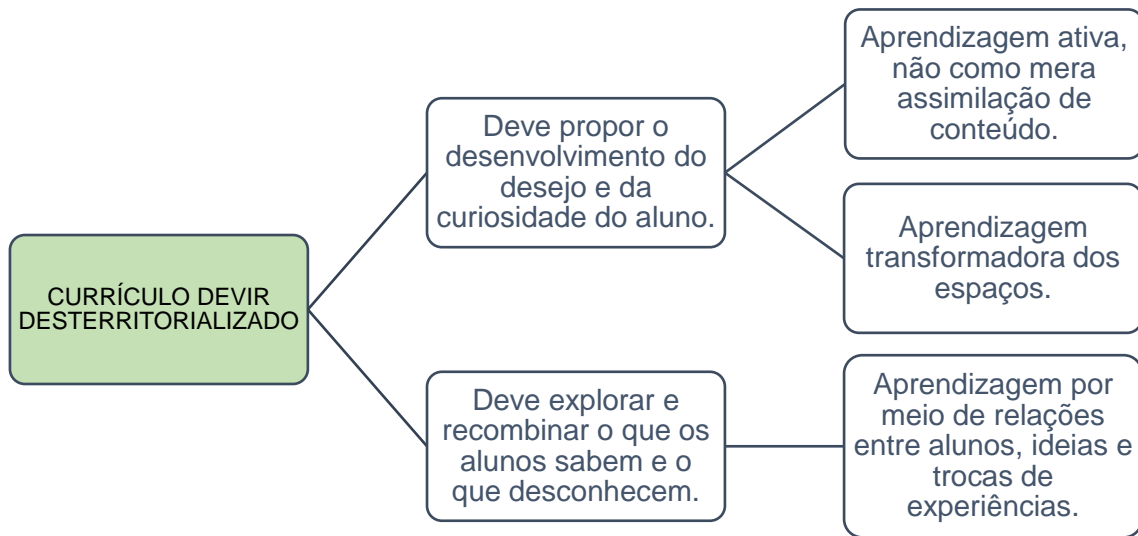 CURRÍCULO DEVIR
DESTERRITORIALIZADO
Deve propor o
desenvolvimento do
desejo e da
curiosidade do aluno.
Aprendizagem ativa,
não como mera
assimilação de
conteúdo.
Aprendizagem
transformadora dos
espaços.
Deve explorar e
recombinar o que os
alunos sabem e o
que desconhecem.
Aprendizagem por
meio de relações
entre alunos, ideias e
trocas de
experiências.